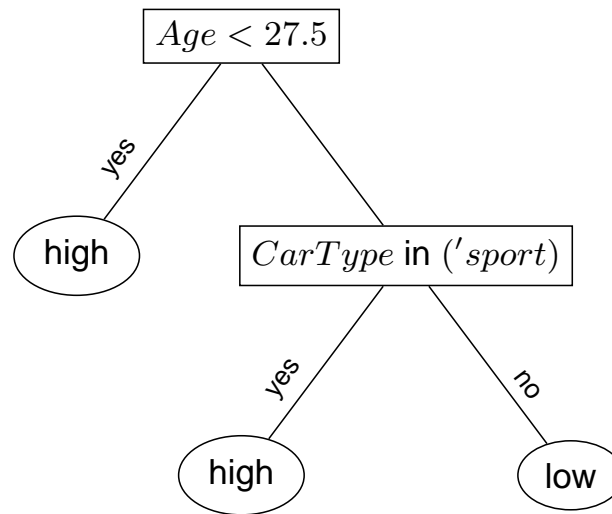 Age < 27.5
yes
high
CarType in ('sport)
yes
no
high
low